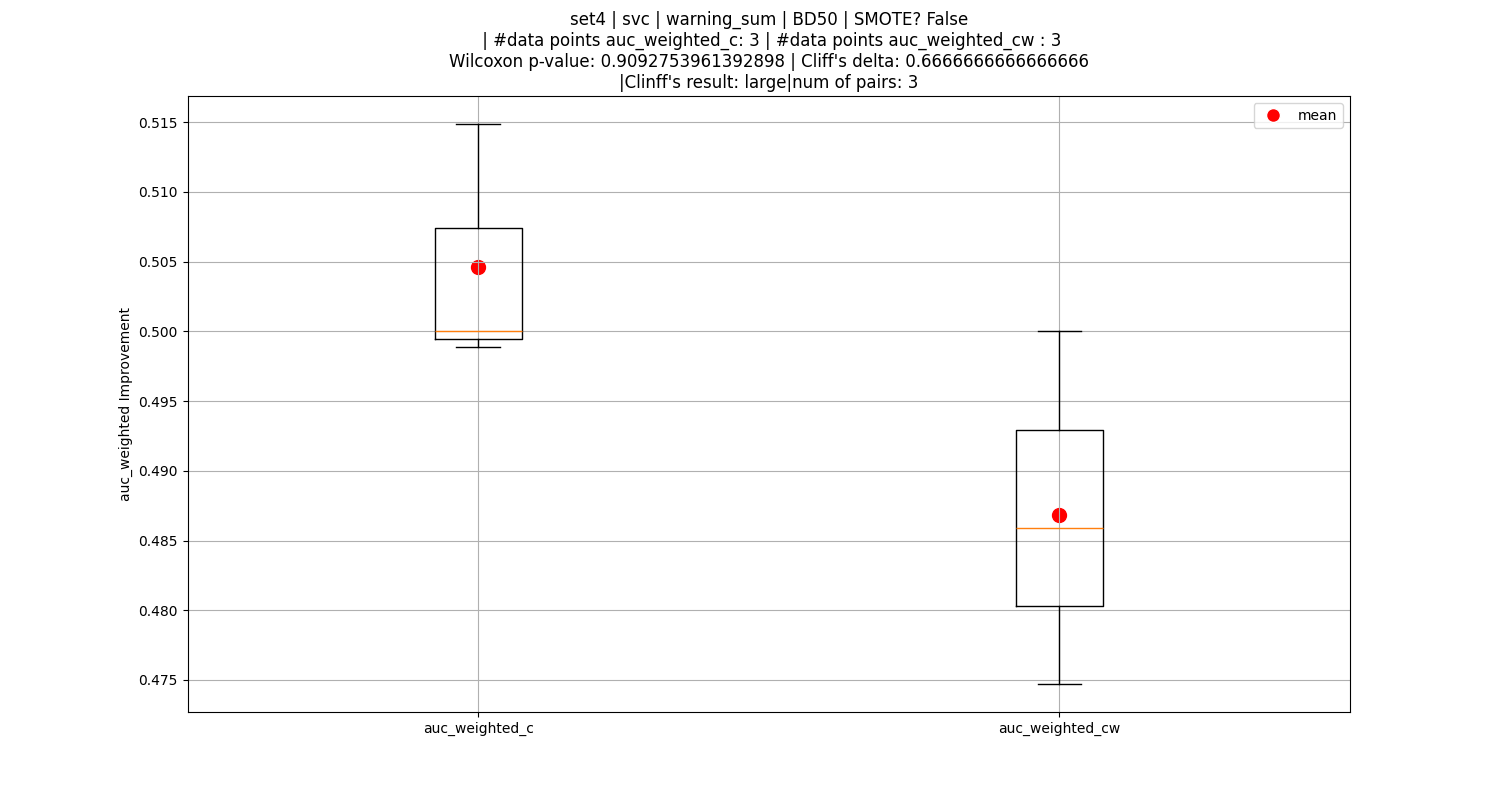 set4 | svc | warning_sum | BD50 | SMOTE? False
| #data points auc_weighted_c: 3 | #data points auc_weighted_cw : 3
Wilcoxon p-value: 0.9092753961392898 | Cliff's delta: 0.6666666666666666
|Clinff's result: large|num of pairs: 3
mean
0.515
0.510
0.505
0.500
0.495
0.490
0.485
0.480
0.475
auc_weighted Improvement
auc_weighted_c
auc_weighted_cw